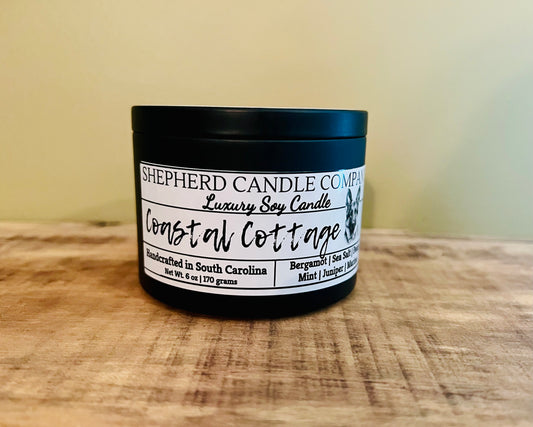 SHEPHERD CANDLE
Luxury Soy Candle
Coastal Cottage
Handcrafted in South Carolina
Net Wt. 6 oz | 170 grams
Bergamot | Sea Salt |
Mint | Juniper |